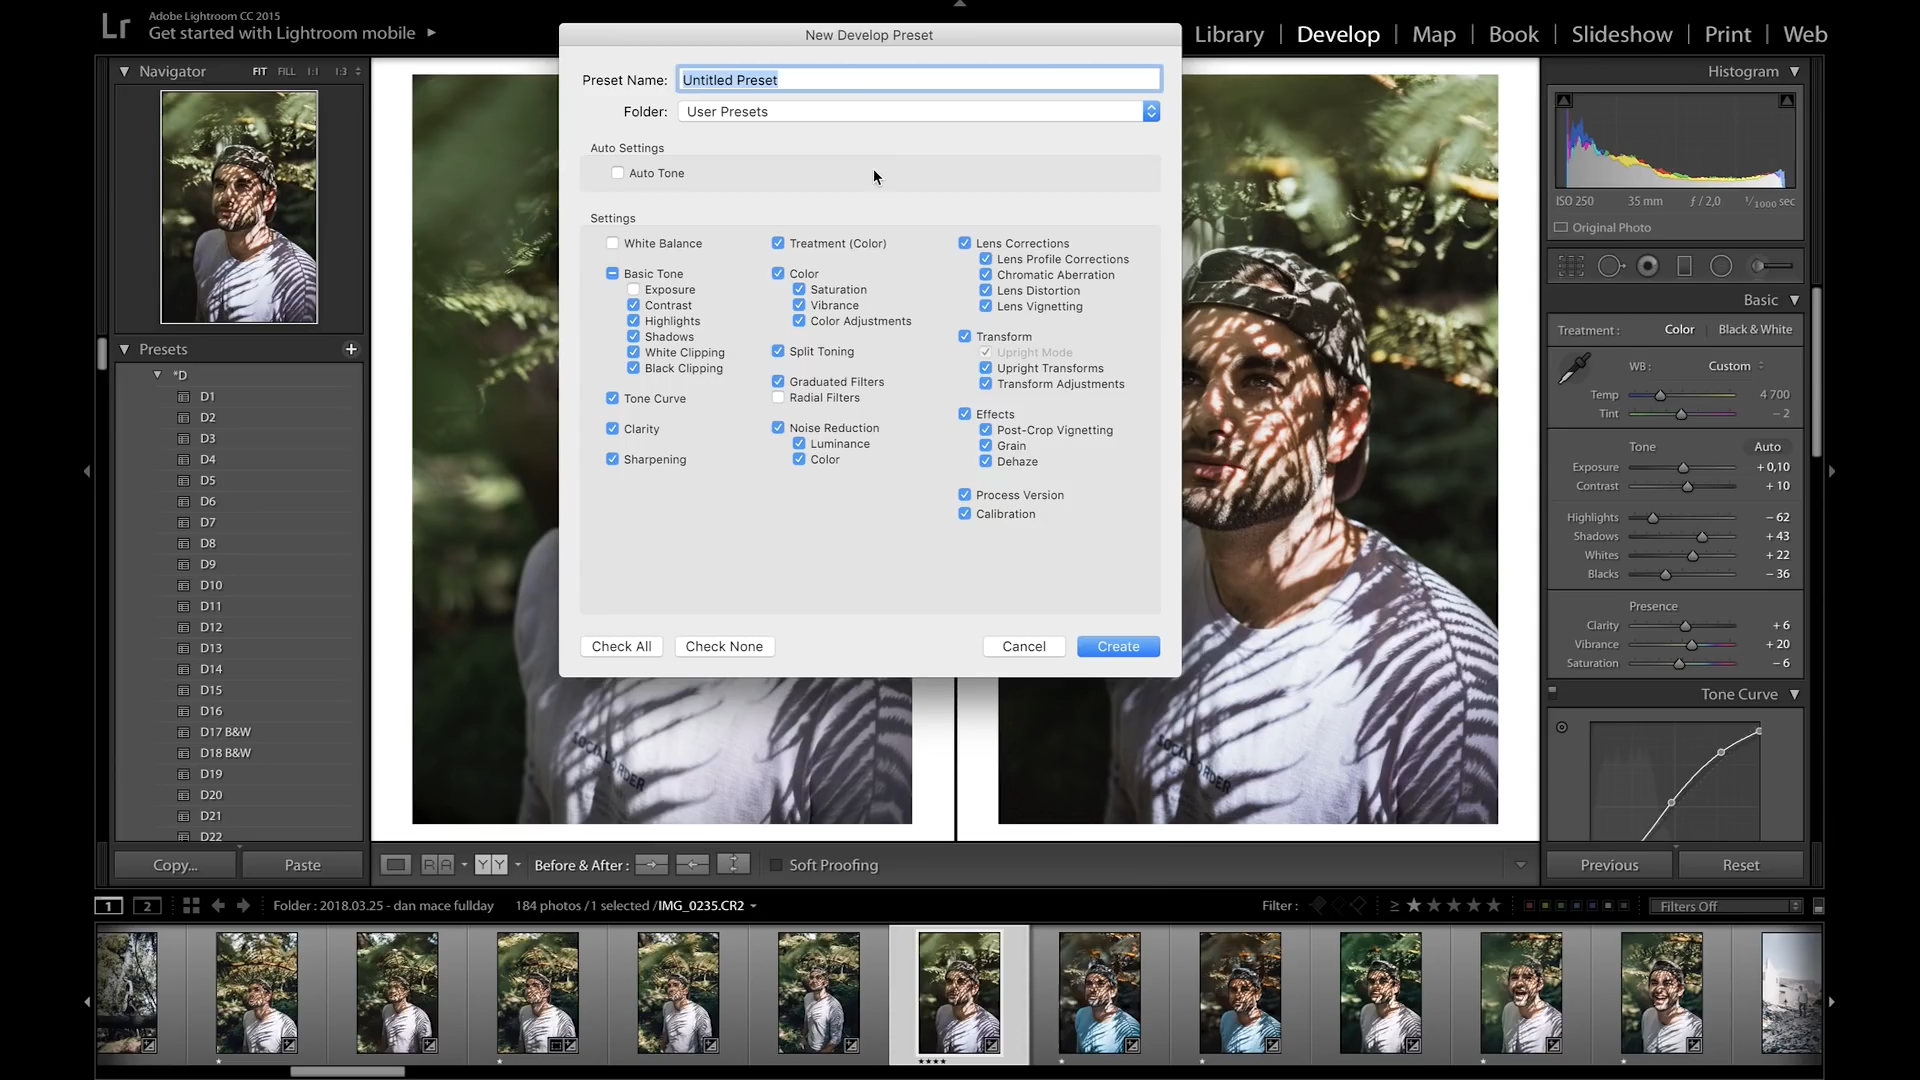 Lr
Adobe Lightroom CC 2015
Get started with Lightroom mobile
Library | Develop | Map | Book | Slideshow | Print | Web
Navigator FIT FILL 1:1 1:3
Presets
*D
D1
D2
D3
D4
D5
D6
D7
D8
D9
D10
D11
D12
D13
D14
D15
D16
D17 B&W
D18 B&W
D19
D20
D21
D22
Copy...
Paste
New Develop Preset
Preset Name: Untitled Preset
Folder: User Presets
Auto Settings
Auto Tone
Settings
White Balance
Basic Tone
Exposure
Contrast
Highlights
Shadows
White Clipping
Black Clipping
Tone Curve
Clarity
Sharpening
Treatment (Color)
Color
Saturation
Vibrance
Color Adjustments
Split Toning
Graduated Filters
Radial Filters
Noise Reduction
Luminance
Color
Lens Corrections
Lens Profile Corrections
Chromatic Aberration
Lens Distortion
Lens Vignetting
Transform
Upright Mode
Upright Transforms
Transform Adjustments
Effects
Post-Crop Vignetting
Grain
Dehaze
Process Version
Calibration
Check All
Check None
Cancel
Create
LOCAL ORDER
LOCAL ORDER
Histogram
ISO 250 35 mm ƒ / 2,0 1/1000 sec
Original Photo
Basic
Treatment : Color | Black & White
WB : Custom
Temp 4 700
Tint – 2
Tone Auto
Exposure + 0,10
Contrast + 10
Highlights – 62
Shadows + 43
Whites + 22
Blacks – 36
Presence
Clarity + 6
Vibrance + 20
Saturation – 6
Tone Curve
Previous
Reset
R A
Y Y
Before & After :
Soft Proofing
1 2
Folder : 2018.03.25 - dan mace fullday
184 photos / 1 selected / IMG_0235.CR2
Filter :
≥
Filters Off